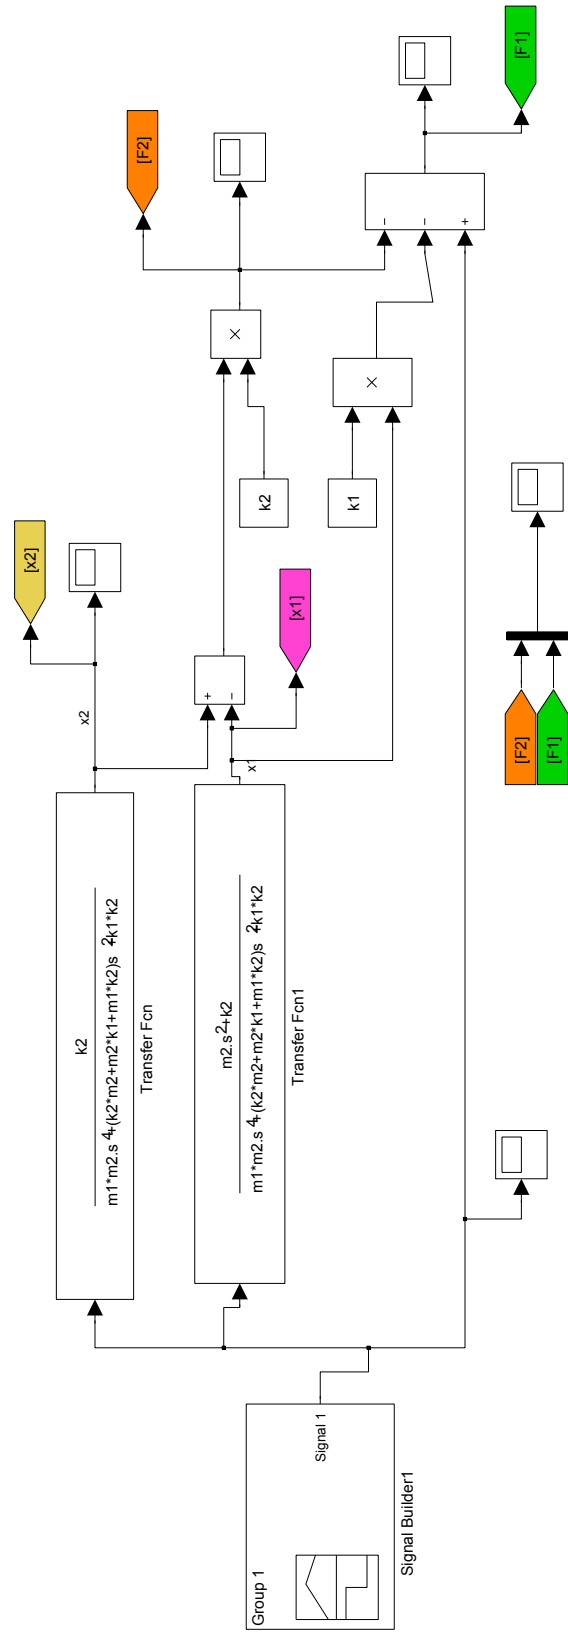 Group 1
Signal 1
Signal Builder1
k2
m1*m2.s4+(k2*m2+m2*k1+m1*k2)s2+k1*k2
Transfer Fcn
m2.s2+k2
m1*m2.s4+(k2*m2+m2*k1+m1*k2)s2+k1*k2
Transfer Fcn1
x2
[x2]
x1
[x1]
+
−
k2
×
[F2]
k1
×
−
−
+
[F1]
[F2]
[F1]